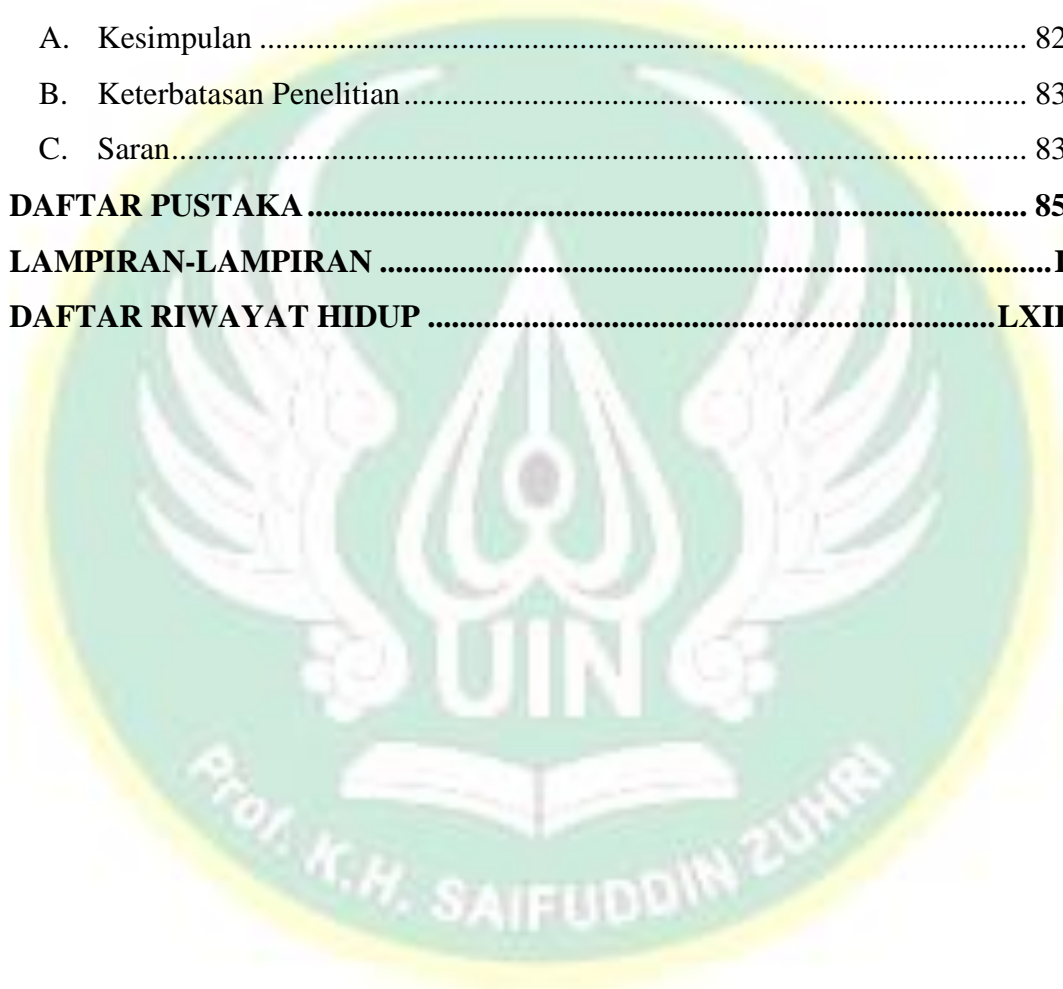 A. Kesimpulan ................................................................................................ 82
B. Keterbatasan Penelitian .............................................................................. 83
C. Saran ........................................................................................................... 83
DAFTAR PUSTAKA .......................................................................................... 85
LAMPIRAN-LAMPIRAN .................................................................................... I
DAFTAR RIWAYAT HIDUP ....................................................................... LXII
UIN
Prof. K.H. SAIFUDDIN ZUHRI